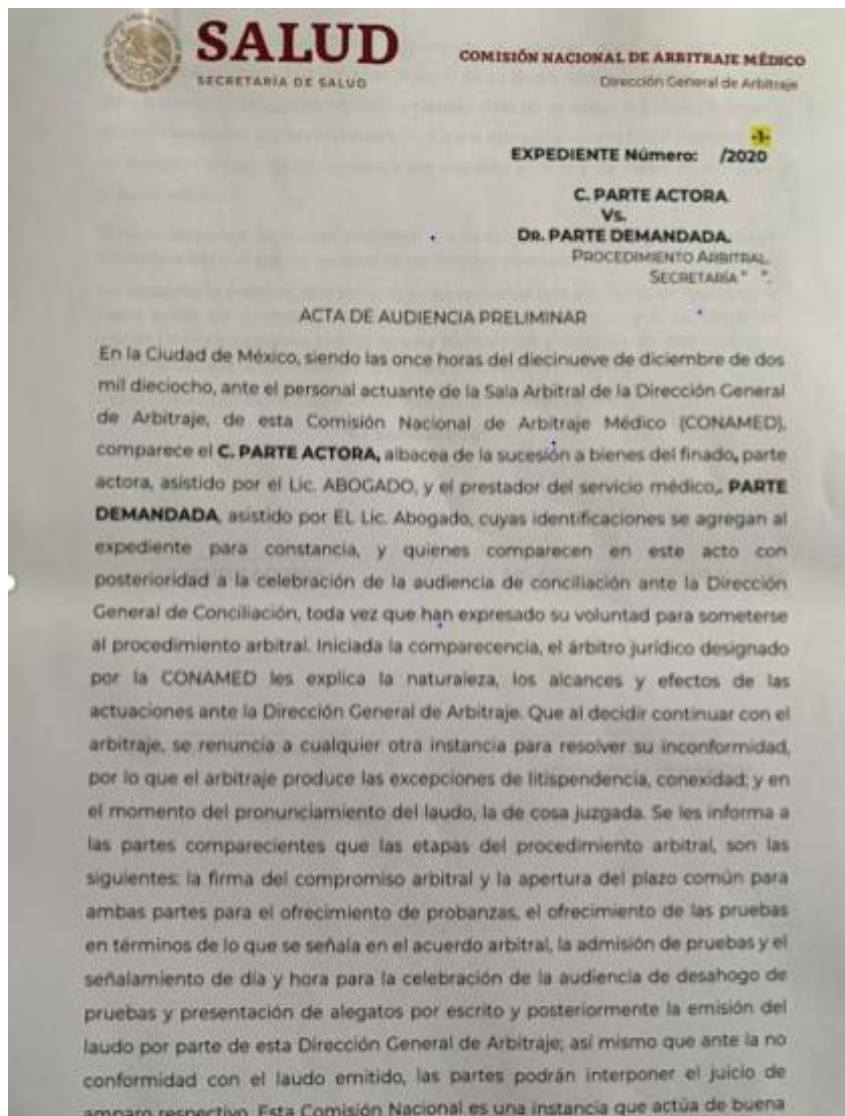 SALUD
SECRETARÍA DE SALUD
COMISIÓN NACIONAL DE ARBITRAJE MÉDICO
Dirección General de Arbitraje
-1-
EXPEDIENTE Número: /2020
C. PARTE ACTORA
Vs.
DR. PARTE DEMANDADA.
PROCEDIMIENTO ARBITRAL.
SECRETARÍA " ".
ACTA DE AUDIENCIA PRELIMINAR
En la Ciudad de México, siendo las once horas del diecinueve de diciembre de dos
mil dieciocho, ante el personal actuante de la Sala Arbitral de la Dirección General
de Arbitraje, de esta Comisión Nacional de Arbitraje Médico (CONAMED),
comparece el C. PARTE ACTORA, albacea de la sucesión a bienes del finado, parte
actora, asistido por el Lic. ABOGADO, y el prestador del servicio médico,. PARTE
DEMANDADA, asistido por EL Lic. Abogado, cuyas identificaciones se agregan al
expediente para constancia, y quienes comparecen en este acto con
posterioridad a la celebración de la audiencia de conciliación ante la Dirección
General de Conciliación, toda vez que han expresado su voluntad para someterse
al procedimiento arbitral. Iniciada la comparecencia, el árbitro jurídico designado
por la CONAMED les explica la naturaleza, los alcances y efectos de las
actuaciones ante la Dirección General de Arbitraje. Que al decidir continuar con el
arbitraje, se renuncia a cualquier otra instancia para resolver su inconformidad,
por lo que el arbitraje produce las excepciones de litispendencia, conexidad; y en
el momento del pronunciamiento del laudo, la de cosa juzgada. Se les informa a
las partes comparecientes que las etapas del procedimiento arbitral, son las
siguientes: la firma del compromiso arbitral y la apertura del plazo común para
ambas partes para el ofrecimiento de probanzas, el ofrecimiento de las pruebas
en términos de lo que se señala en el acuerdo arbitral, la admisión de pruebas y el
señalamiento de día y hora para la celebración de la audiencia de desahogo de
pruebas y presentación de alegatos por escrito y posteriormente la emisión del
laudo por parte de esta Dirección General de Arbitraje; así mismo que ante la no
conformidad con el laudo emitido, las partes podrán interponer el juicio de
amparo respectivo. Esta Comisión Nacional es una instancia que actúa de buena